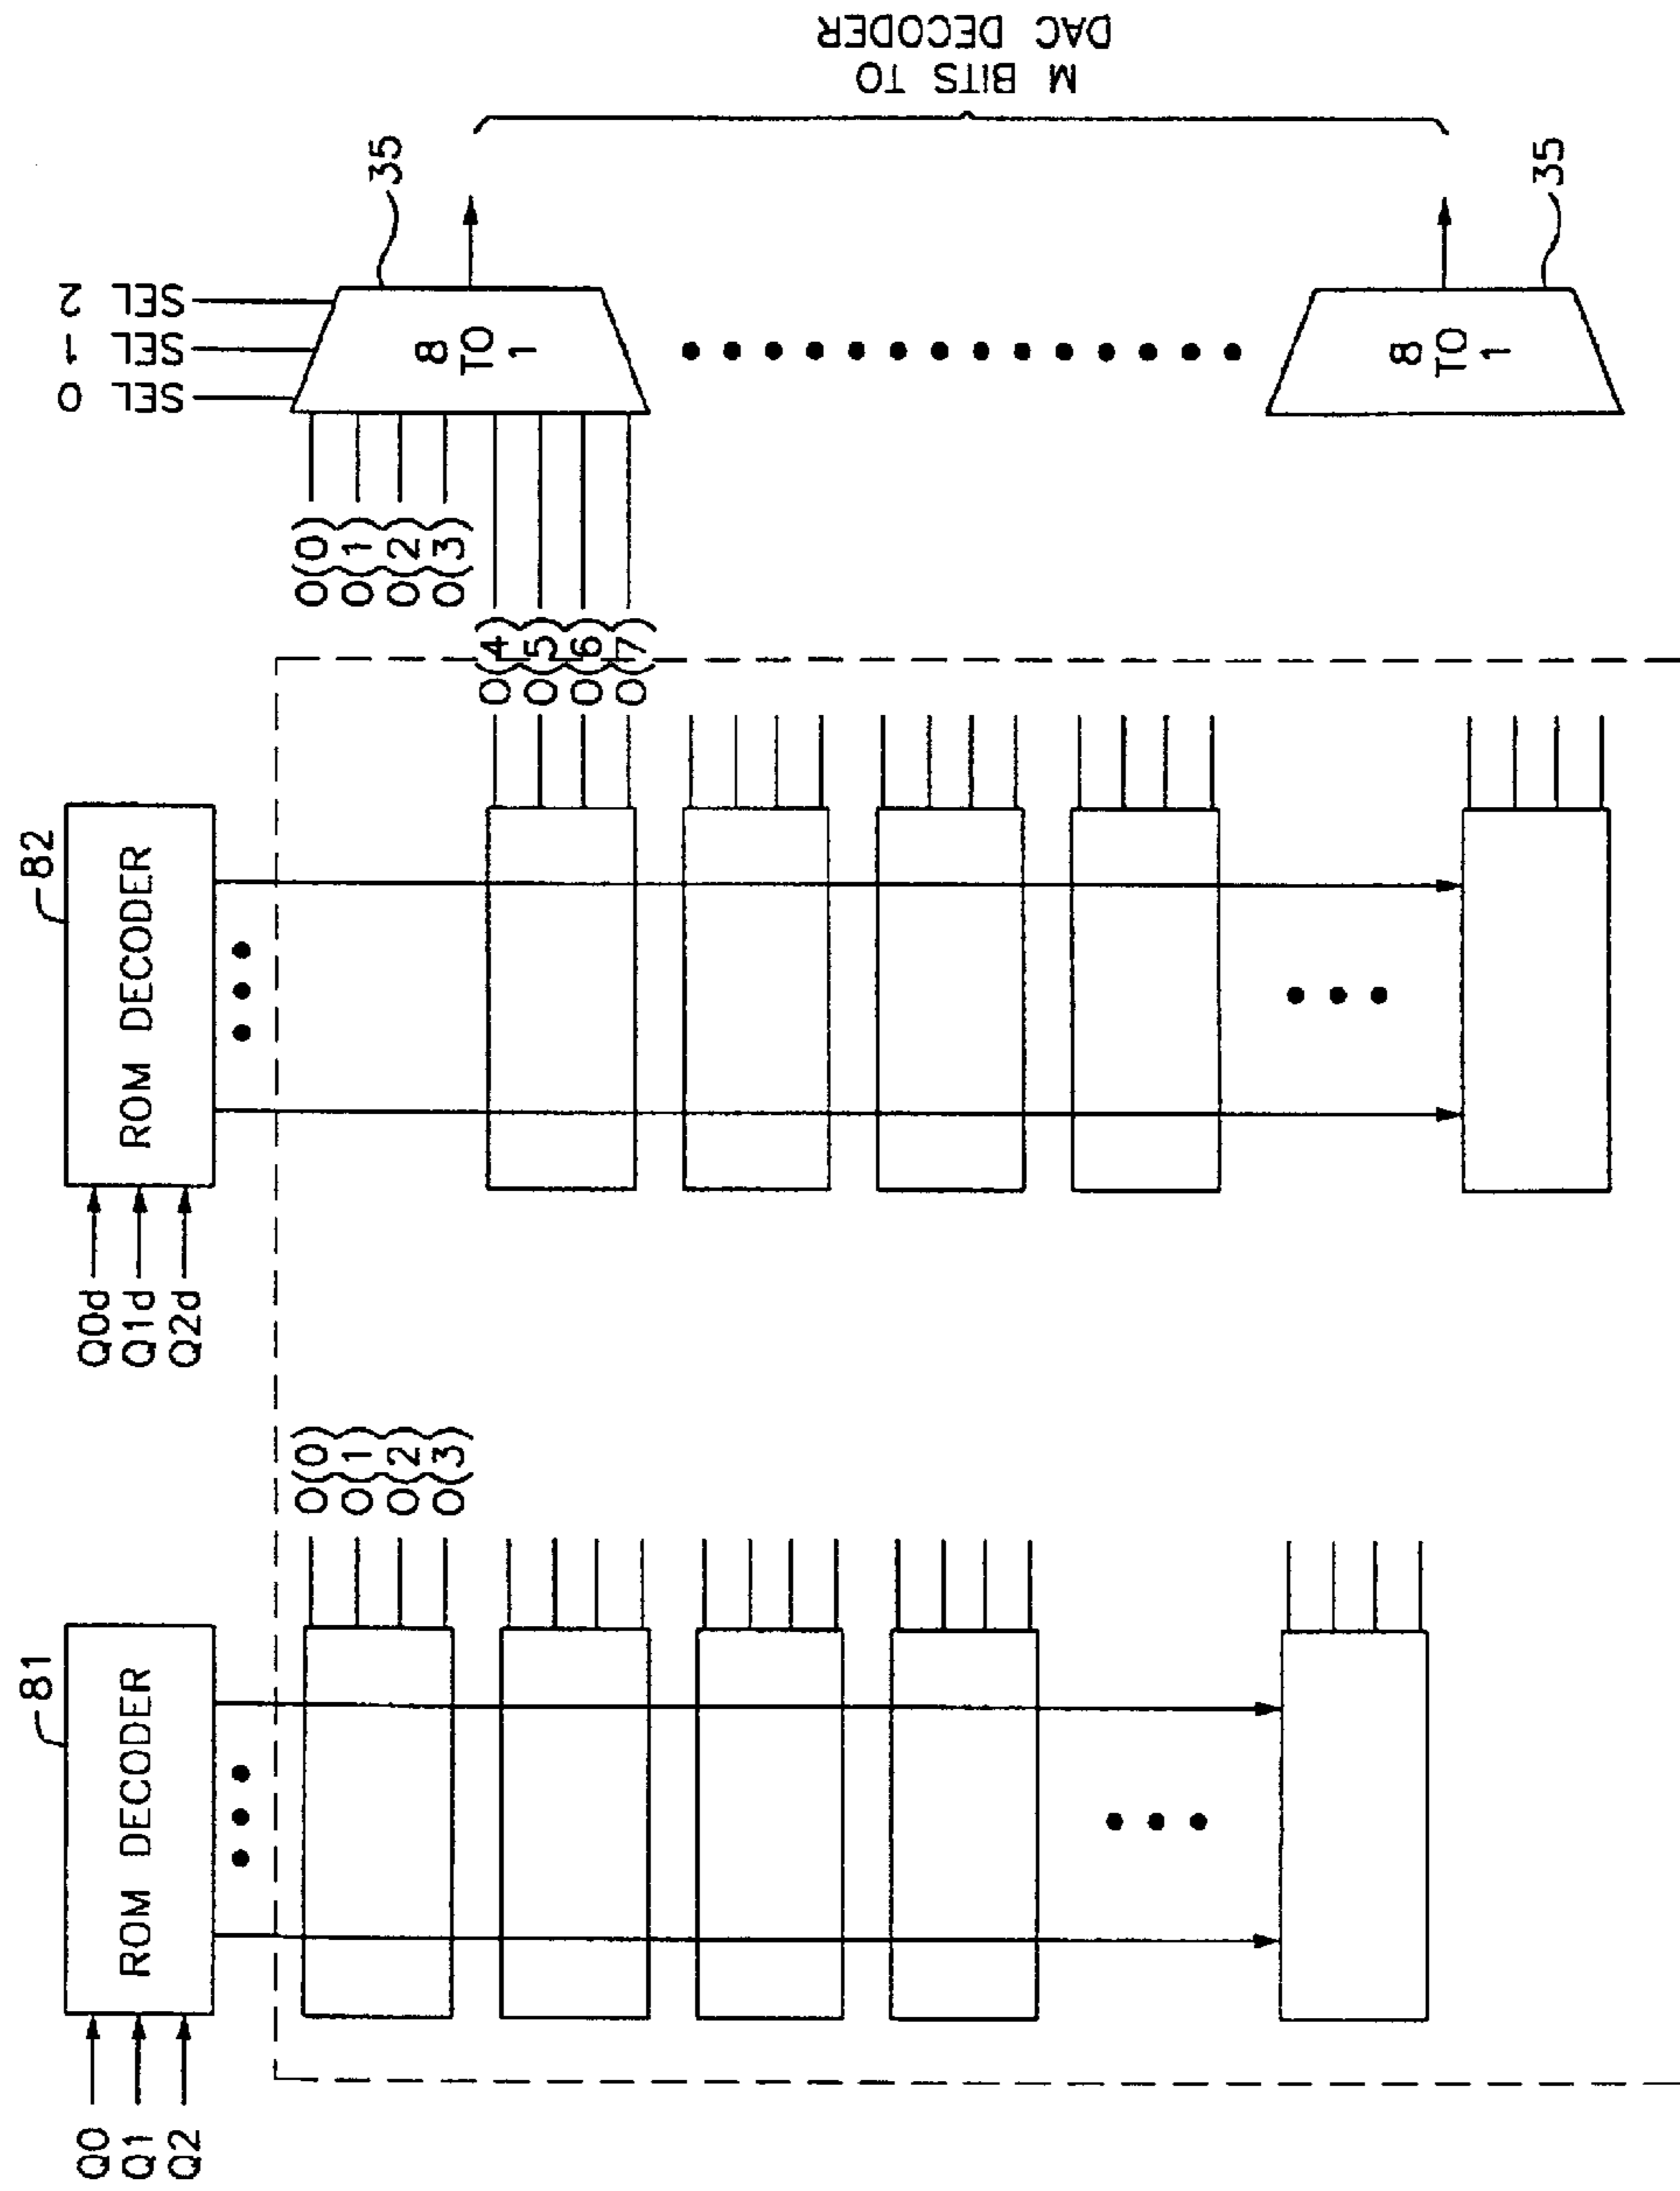 Q0
Q1
Q2
81
ROM DECODER
O(0)
O(1)
O(2)
O(3)
Q0d
Q1d
Q2d
82
ROM DECODER
O(4)
O(5)
O(6)
O(7)
O(0)
O(1)
O(2)
O(3)
SEL 0
SEL 1
SEL 2
8
TO
1
35
8
TO
1
35
M BITS TO
DAC DECODER